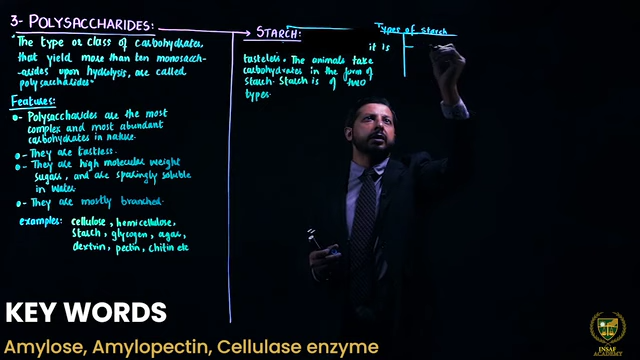 3- POLYSACCHARIDES:
"The type or class of carbohydrates,
that yield more than ten monosacch-
-arides upon hydrolysis, are called
polysaccharides"
Features:
o- Polysaccharides are the most
complex and most abundant
carbohydrates in nature.
o- They are tastless.
o- They are high molecular weight
sugars, and are sparingly soluble
in water.
o- They are mostly branched.
examples: cellulose, hemicellulose,
starch, glycogen, agar,
dextrin, pectin, chitin etc
STARCH:
it is
tasteless. The animals take
carbohydrates in the form of
starch. Starch is of two
types.
Types of starch
KEY WORDS
Amylose, Amylopectin, Cellulase enzyme
INSAF
ACADEMY